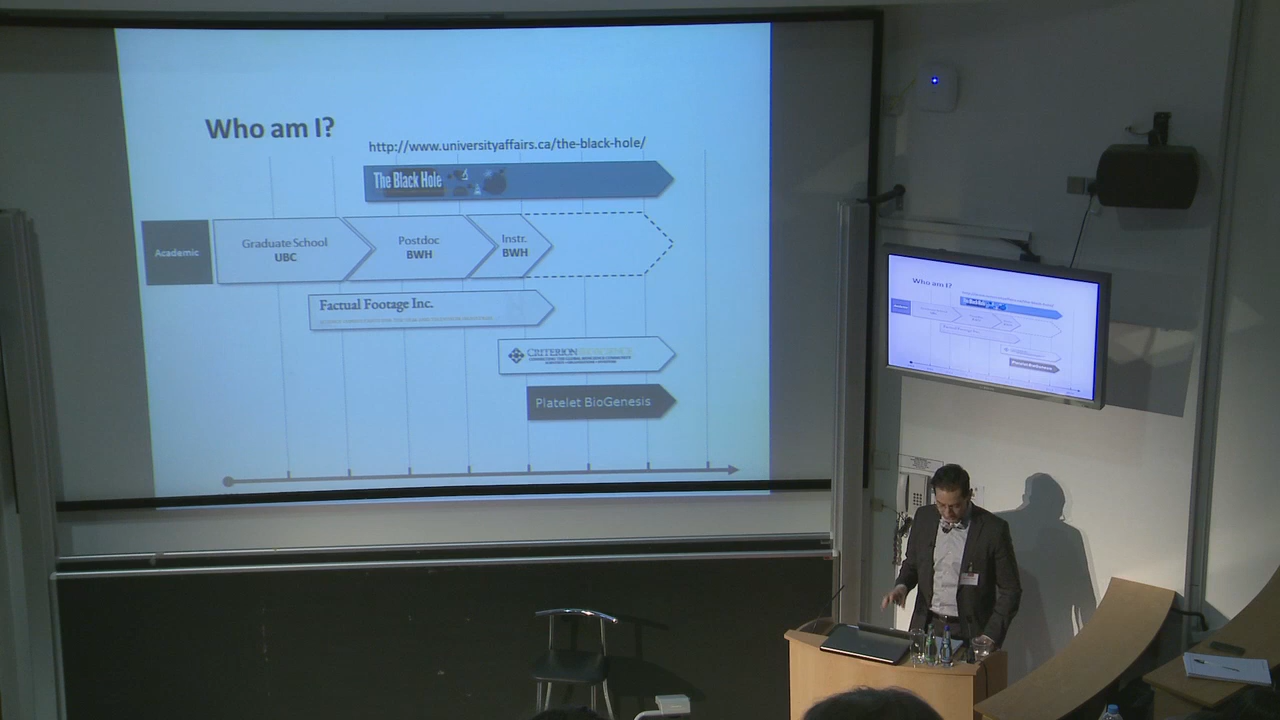 Who am I?
http://www.universityaffairs.ca/the-black-hole/
The Black Hole
Academic
Graduate School
UBC
Postdoc
BWH
Instr.
BWH
Factual Footage Inc.
CRITERION
Platelet BioGenesis
Who am I?